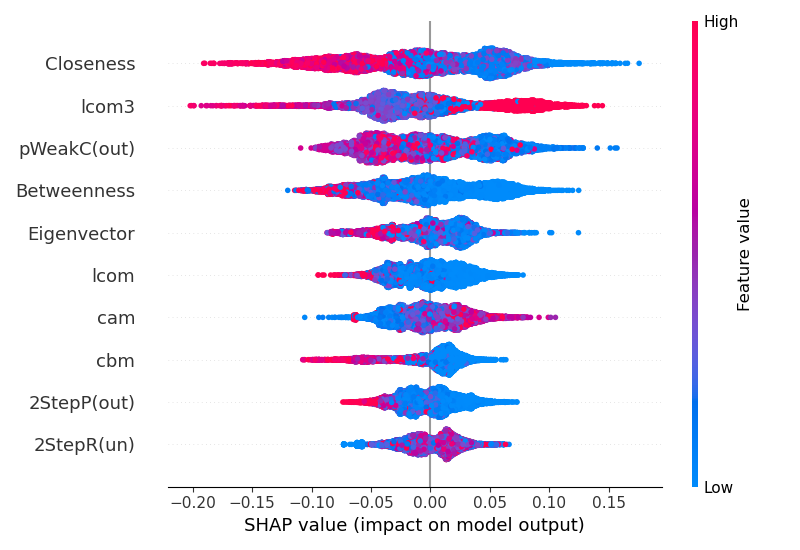 High
Closeness
lcom3
pWeakC(out)
Betweenness
Eigenvector
lcom
cam
cbm
2StepP(out)
2StepR(un)
Feature value
Low
−0.20 −0.15 −0.10 −0.05 0.00 0.05 0.10 0.15
SHAP value (impact on model output)